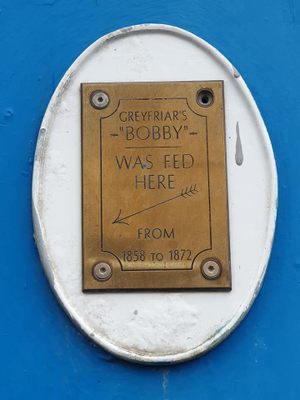 GREYFRIAR'S
-"BOBBY"-
WAS FED
HERE
FROM
1858 TO 1872